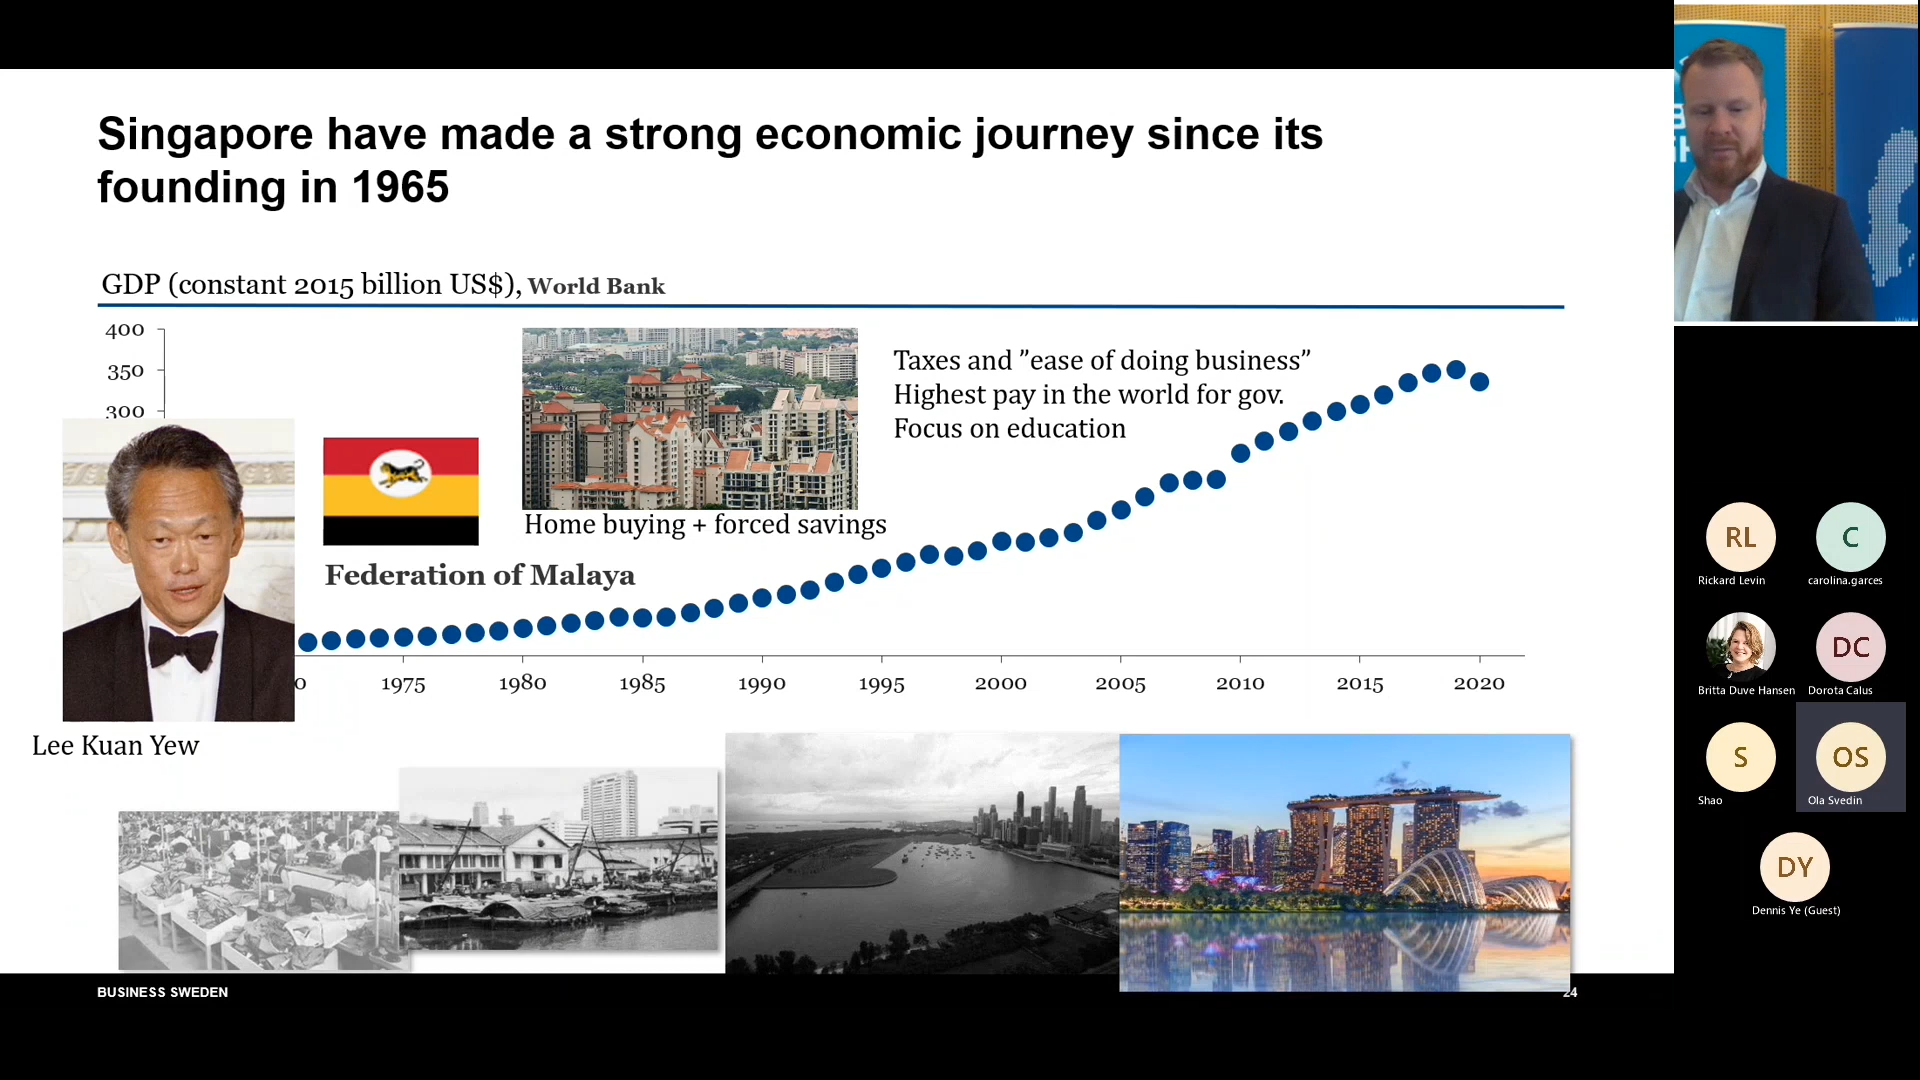 Singapore have made a strong economic journey since its
founding in 1965
GDP (constant 2015 billion US$), World Bank
400
350
300
Taxes and ”ease of doing business”
Highest pay in the world for gov.
Focus on education
Home buying + forced savings
Federation of Malaya
0
1975
1980
1985
1990
1995
2000
2005
2010
2015
2020
Lee Kuan Yew
BUSINESS SWEDEN
24
RL
Rickard Levin
C
carolina.garces
Britta Duve Hansen
DC
Dorota Calus
S
Shao
OS
Ola Svedin
DY
Dennis Ye (Guest)